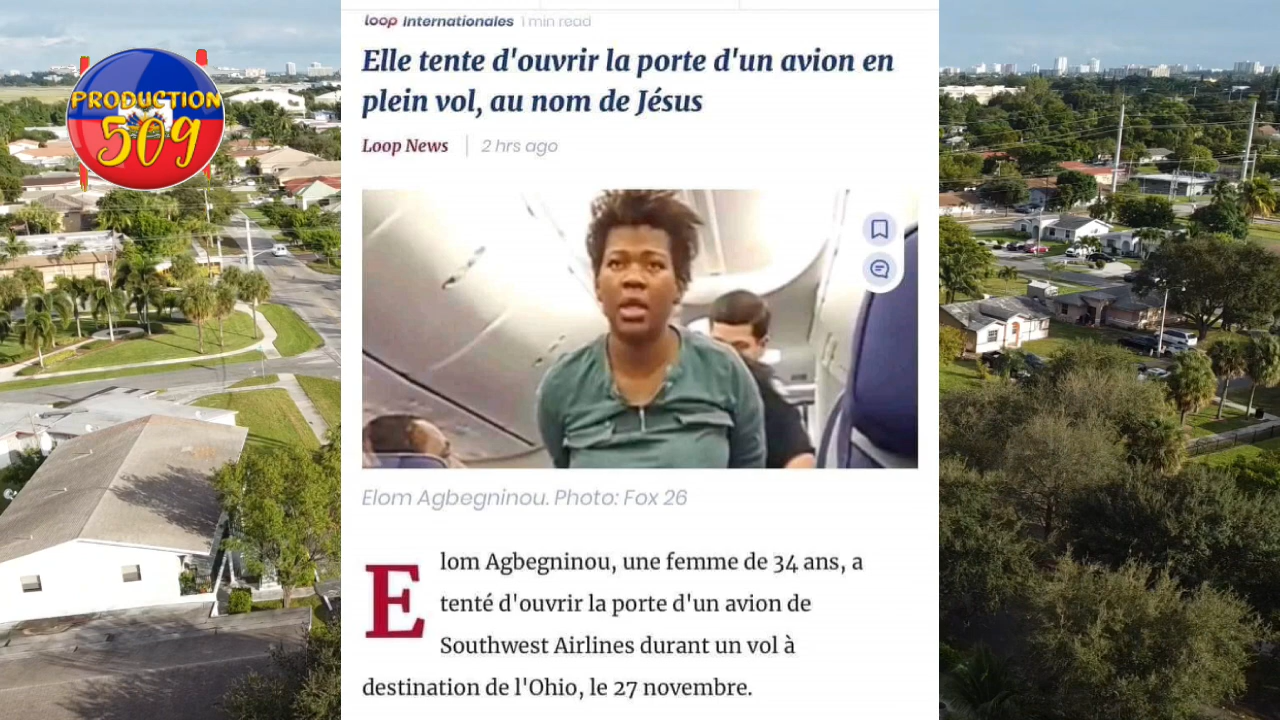 PRODUCTION
509
loop Internationales 1 min read
Elle tente d'ouvrir la porte d'un avion en
plein vol, au nom de Jésus
Loop News 2 hrs ago
Elom Agbegninou. Photo: Fox 26
Elom Agbegninou, une femme de 34 ans, a
tenté d'ouvrir la porte d'un avion de
Southwest Airlines durant un vol à
destination de l'Ohio, le 27 novembre.